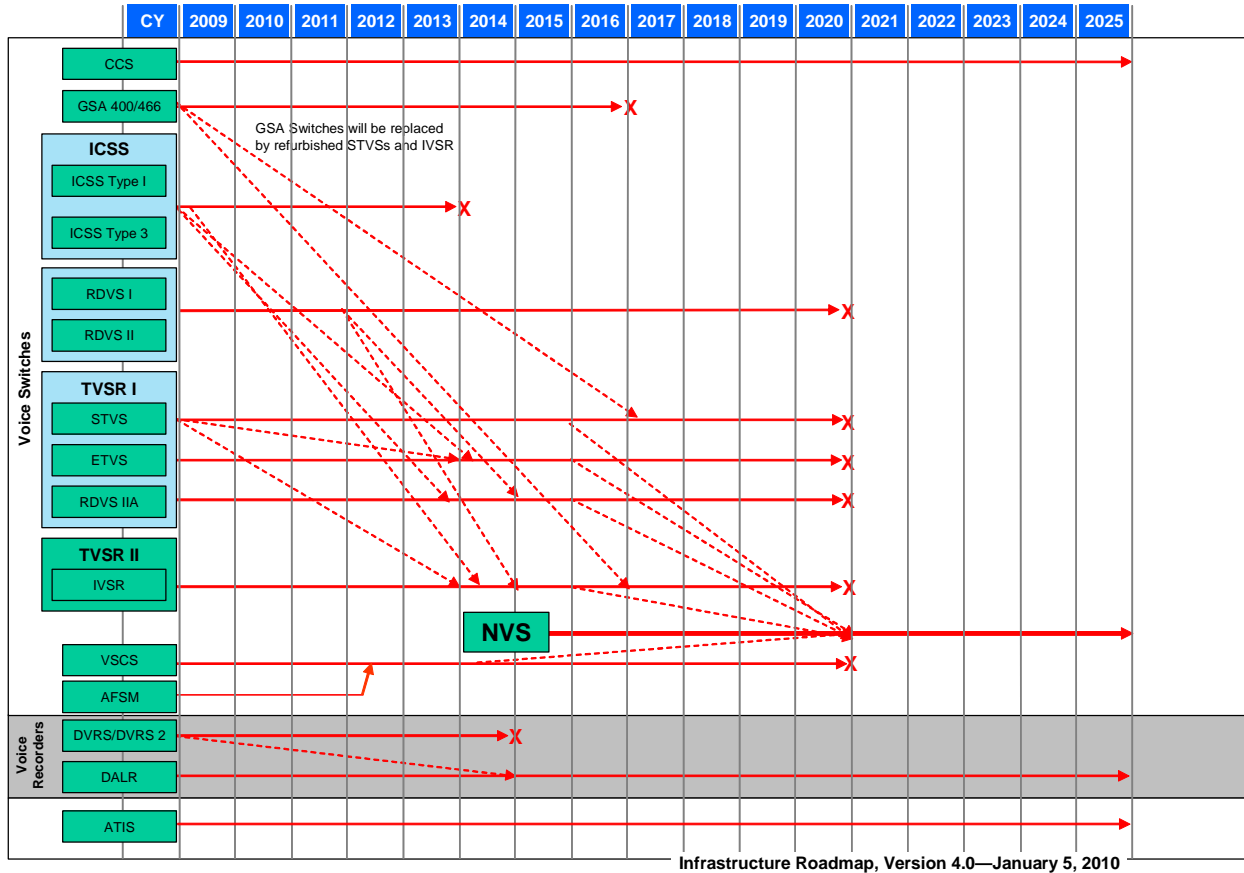 CY 2009 2010 2011 2012 2013 2014 2015 2016 2017 2018 2019 2020 2021 2022 2023 2024 2025
Voice Switches
CCS
GSA 400/466
X
GSA Switches will be replaced
by refurbished STVSs and IVSR
ICSS
ICSS Type I
X
ICSS Type 3
RDVS I
X
RDVS II
TVSR I
STVS
X
ETVS
X
RDVS IIA
X
TVSR II
IVSR
X
NVS
VSCS
X
AFSM
Voice
Recorders
DVRS/DVRS 2
X
DALR
ATIS
Infrastructure Roadmap, Version 4.0—January 5, 2010